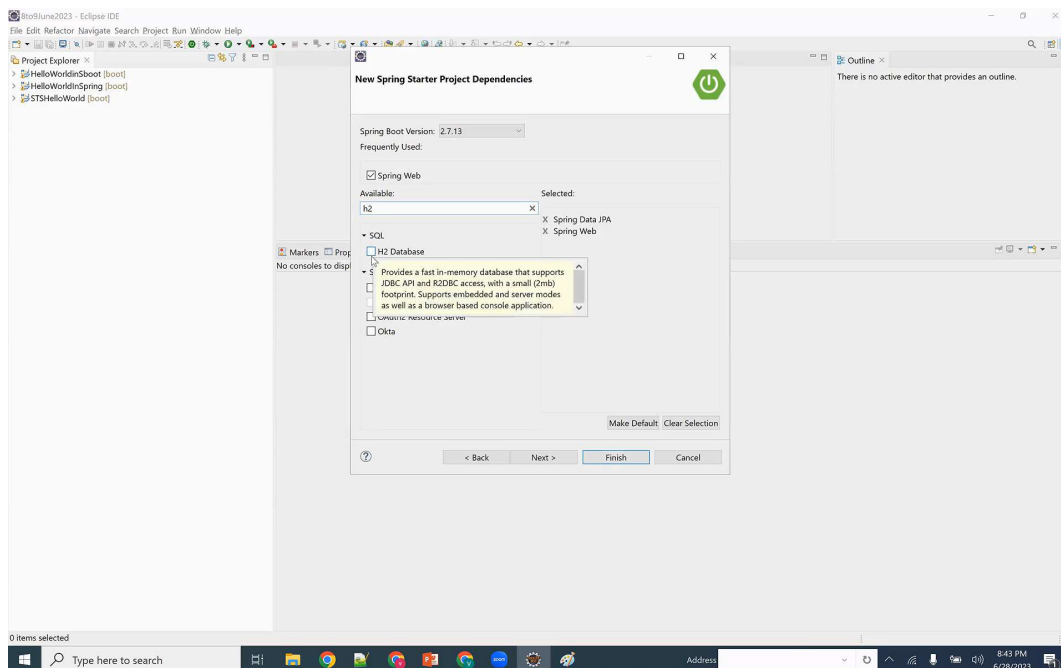 8to9June2023 - Eclipse IDE
File Edit Refactor Navigate Search Project Run Window Help
Project Explorer
HelloWorldinSboot [boot]
HelloWorldInSpring [boot]
STSHelloWorld [boot]
New Spring Starter Project Dependencies
Spring Boot Version: 2.7.13
Frequently Used:
Spring Web
Available:
Selected:
h2
X Spring Data JPA
X Spring Web
SQL
H2 Database
Provides a fast in-memory database that supports
JDBC API and R2DBC access, with a small (2mb)
footprint. Supports embedded and server modes
as well as a browser based console application.
OAuth2 Resource Server
Okta
Make Default
Clear Selection
< Back
Next >
Finish
Cancel
Outline
There is no active editor that provides an outline.
Markers
Prop
No consoles to displ
0 items selected
Type here to search
Address
8:43 PM
6/28/2023